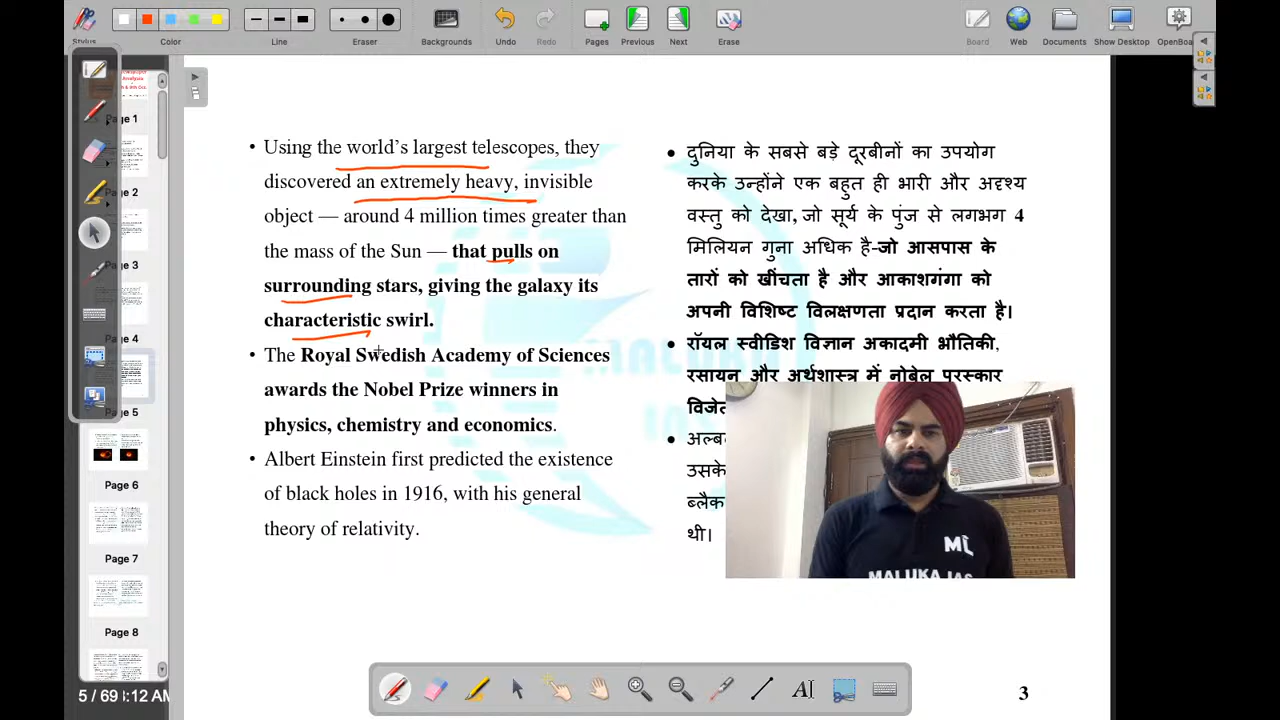 Stylus
Color
Line
Eraser
Backgrounds
Undo
Redo
Pages
Previous
Next
Erase
Board
Web
Documents
Show Desktop
Page 1
Page 2
Page 3
Page 4
Page 5
Page 6
Page 7
Page 8
5 / 69
• Using the world’s largest telescopes, they
discovered an extremely heavy, invisible
object — around 4 million times greater than
the mass of the Sun — that pulls on
surrounding stars, giving the galaxy its
characteristic swirl.
• The Royal Swedish Academy of Sciences
awards the Nobel Prize winners in
physics, chemistry and economics.
• Albert Einstein first predicted the existence
of black holes in 1916, with his general
theory of relativity.
• दुनिया के सबसे बड़े दूरबीनों का उपयोग
करके उन्होंने एक बहुत ही भारी और अदृश्य
वस्तु को देखा, जो सूर्य के पुंज से लगभग 4
मिलियन गुना अधिक है-जो आसपास के
तारों को खींचता है और आकाशगंगा को
अपनी विशिष्ट विलक्षणता प्रदान करता है।
• रॉयल स्वीडिश विज्ञान अकादमी भौतिकी,
रसायन और अर्थशास्त्र में नोबेल पुरस्कार
उसके
थी।
ML
MALUKA IAS
3